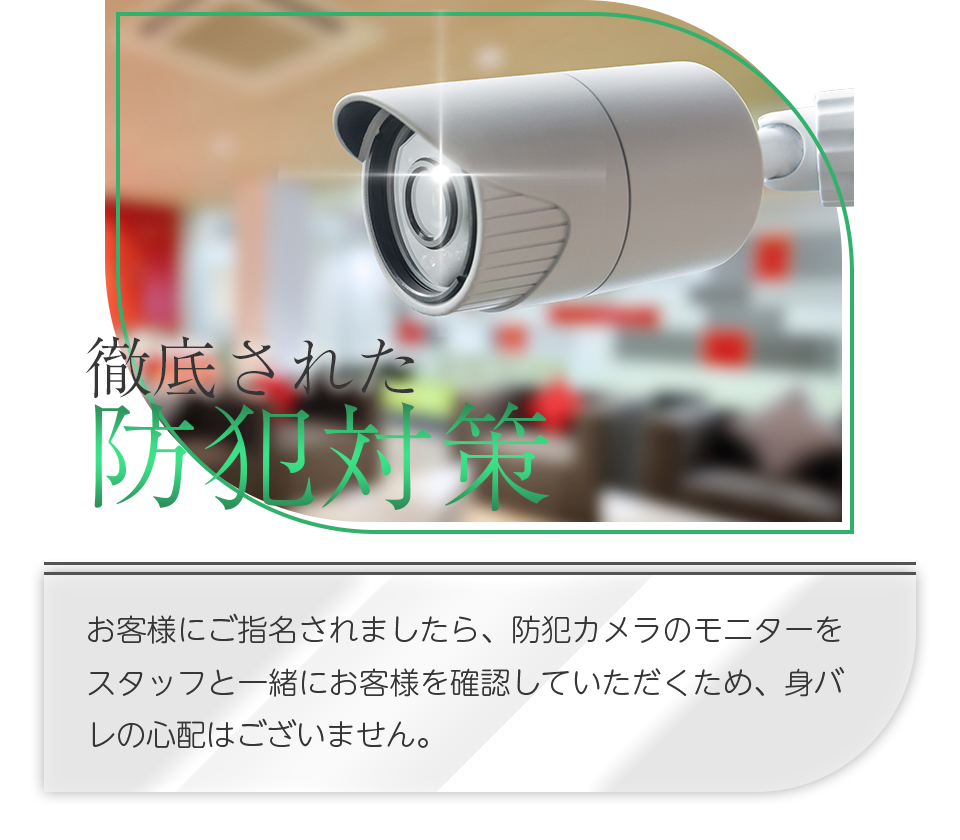 徹底された
防犯対策
お客様にご指名されましたら、防犯カメラのモニターを
スタッフと一緒にお客様を確認していただくため、身バ
レの心配はございません。